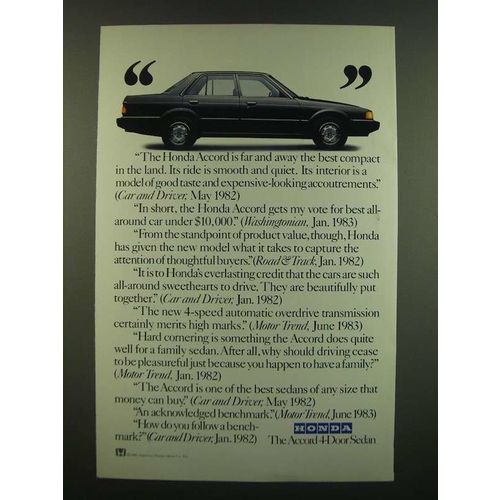 “ ”
“The Honda Accord is far and away the best compact
in the land. Its ride is smooth and quiet. Its interior is a
model of good taste and expensive-looking accoutrements.”
(Car and Driver, May 1982)
“In short, the Honda Accord gets my vote for best all-
around car under $10,000.” (Washingtonian, Jan. 1983)
“From the standpoint of product value, though, Honda
has given the new model what it takes to capture the
attention of thoughtful buyers.” (Road & Track, Jan. 1982)
“It is to Honda’s everlasting credit that the cars are such
all-around sweethearts to drive. They are beautifully put
together.” (Car and Driver, Jan. 1982)
“The new 4-speed automatic overdrive transmission
certainly merits high marks.” (Motor Trend, June 1983)
“Hard cornering is something the Accord does quite
well for a family sedan. After all, why should driving cease
to be pleasureful just because you happen to have a family?”
(Motor Trend, Jan. 1982)
“The Accord is one of the best sedans of any size that
money can buy.” (Car and Driver, May 1982)
“An acknowledged benchmark.” (Motor Trend, June 1983)
“How do you follow a bench-
mark?” (Car and Driver, Jan. 1982)
HONDA
The Accord 4-Door Sedan